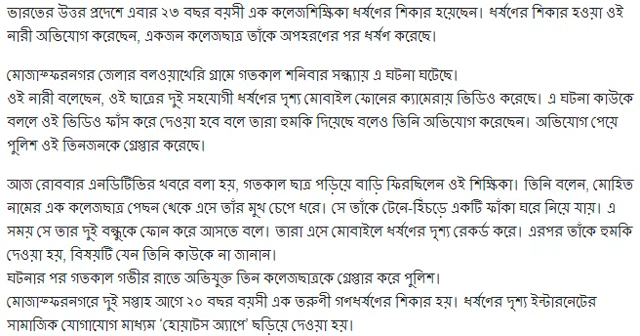 ভারতের উত্তর প্রদেশে এবার ২৩ বছর বয়সী এক কলেজশিক্ষিকা ধর্ষণের শিকার হয়েছেন। ধর্ষণের শিকার হওয়া ওই
নারী অভিযোগ করেছেন, একজন কলেজছাত্র তাঁকে অপহরণের পর ধর্ষণ করেছে।
মোজাফফরনগর জেলার বলওয়াখেরি গ্রামে গতকাল শনিবার সন্ধ্যায় এ ঘটনা ঘটেছে।
ওই নারী বলেছেন, ওই ছাত্রের দুই সহযোগী ধর্ষণের দৃশ্য মোবাইল ফোনের ক্যামেরায় ভিডিও করেছে। এ ঘটনা কাউকে
বললে ওই ভিডিও ফাঁস করে দেওয়া হবে বলে তারা হুমকি দিয়েছে বলেও তিনি অভিযোগ করেছেন। অভিযোগ পেয়ে
পুলিশ ওই তিনজনকে গ্রেপ্তার করেছে।
আজ রোববার এনডিটিভির খবরে বলা হয়, গতকাল ছাত্র পড়িয়ে বাড়ি ফিরছিলেন ওই শিক্ষিকা। তিনি বলেন, মোহিত
নামের এক কলেজছাত্র পেছন থেকে এসে তাঁর মুখ চেপে ধরে। সে তাঁকে টেনে-হিঁচড়ে একটি ফাঁকা ঘরে নিয়ে যায়। এ
সময় সে তার দুই বন্ধুকে ফোন করে আসতে বলে। তারা এসে মোবাইলে ধর্ষণের দৃশ্য রেকর্ড করে। এরপর তাঁকে হুমকি
দেওয়া হয়, বিষয়টি যেন তিনি কাউকে না জানান।
ঘটনার পর গতকাল গভীর রাতে অভিযুক্ত তিন কলেজছাত্রকে গ্রেপ্তার করে পুলিশ।
মোজাফফরনগরে দুই সপ্তাহ আগে ২০ বছর বয়সী এক তরুণী গণধর্ষণের শিকার হয়। ধর্ষণের দৃশ্য ইন্টারনেটের
সামাজিক যোগাযোগ মাধ্যম ‘হোয়াটস অ্যাপে’ ছড়িয়ে দেওয়া হয়।